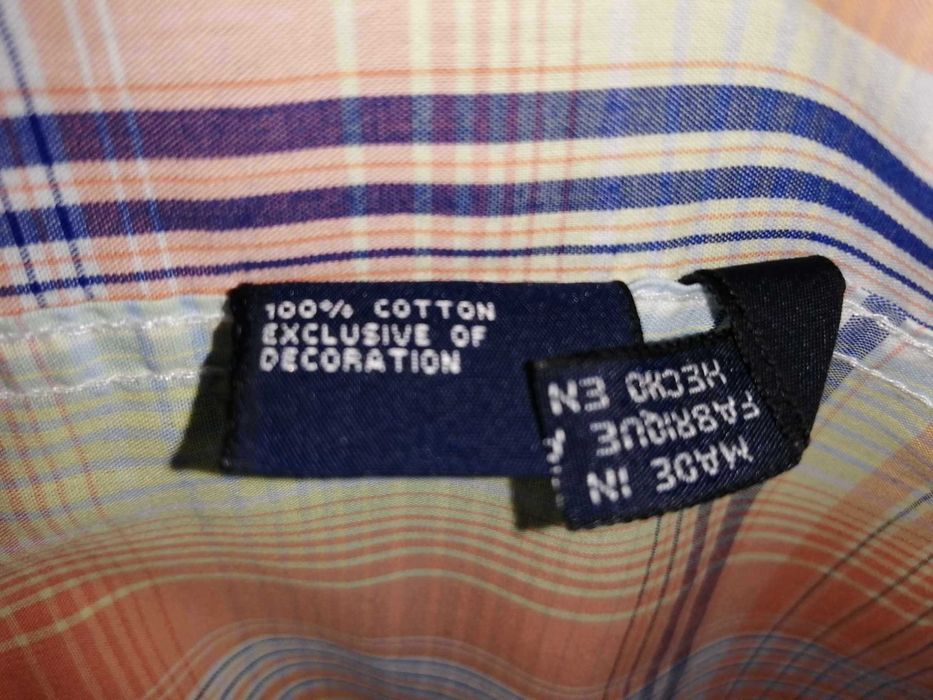 100% COTTON
EXCLUSIVE OF
DECORATION
MADE IN
FABRIQUE
HECHO EN